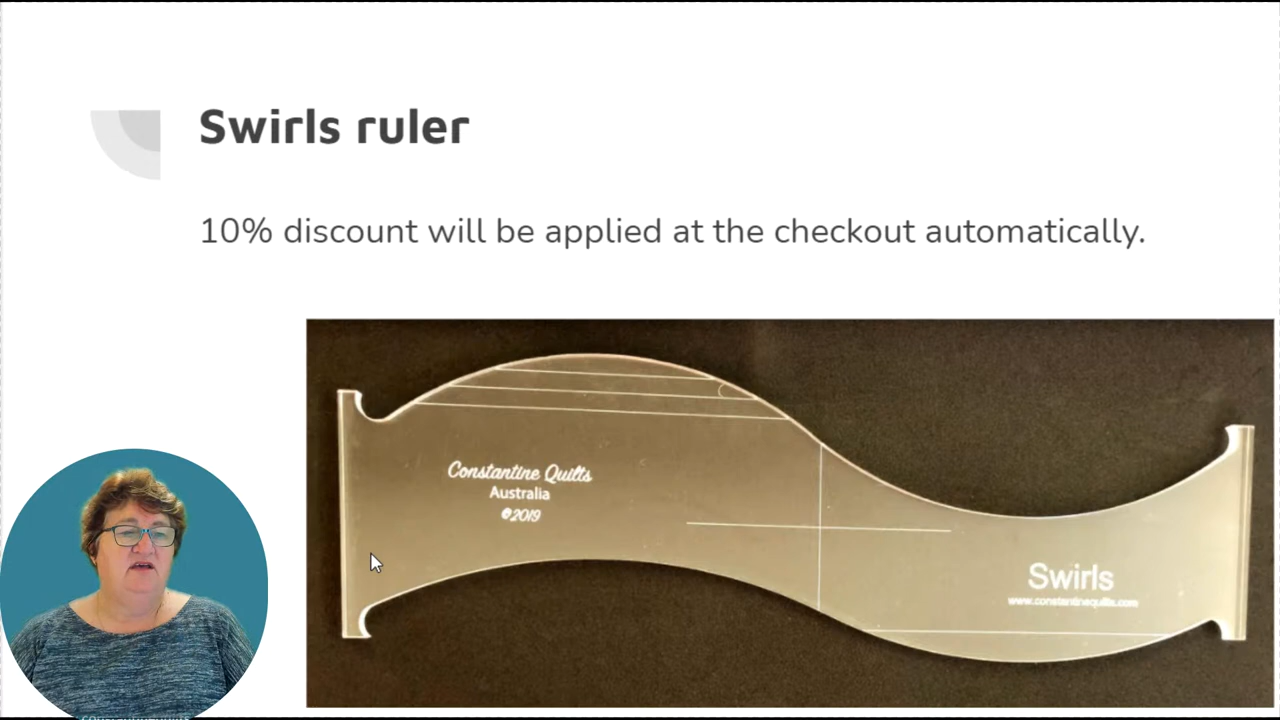 Swirls ruler
10% discount will be applied at the checkout automatically.
Constantine Quilts
Australia
©2019
Swirls
www.constantinequilts.com